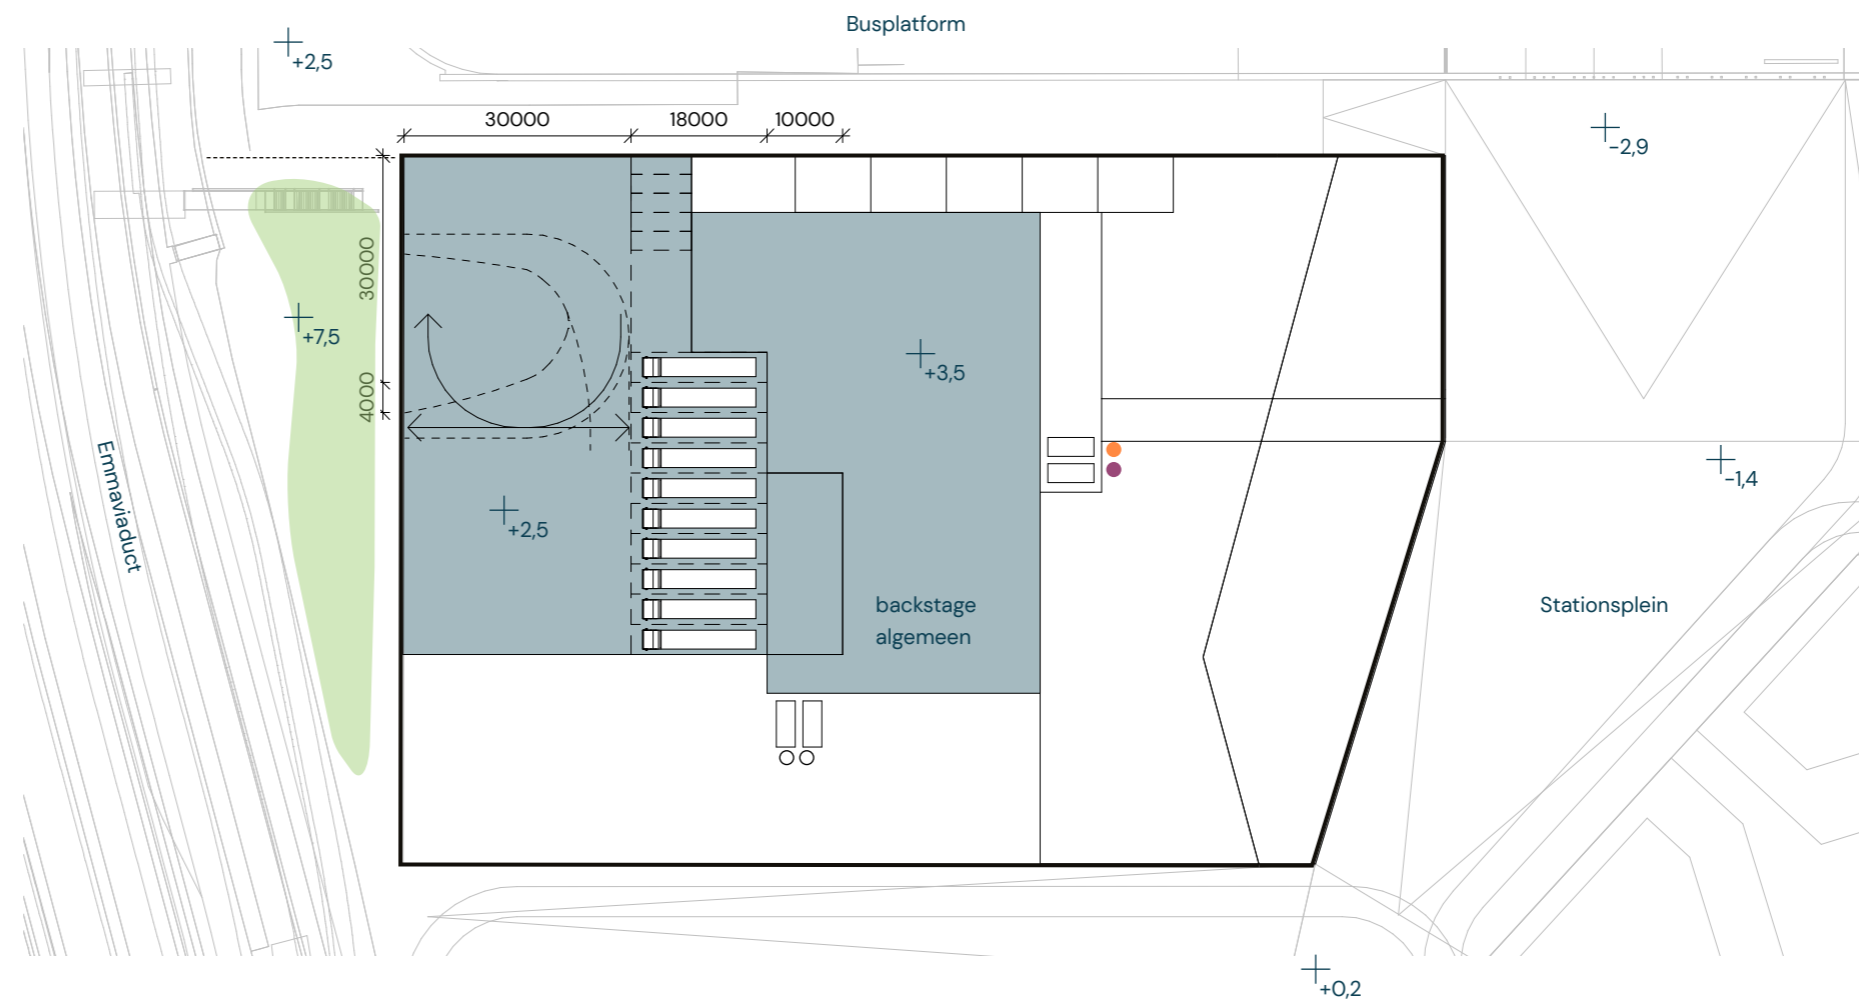 Busplatform
+2,5
30000
18000
10000
-2,9
30000
+7,5
+3,5
4000
Emmaviaduct
-1,4
+2,5
backstage
algemeen
Stationsplein
+0,2